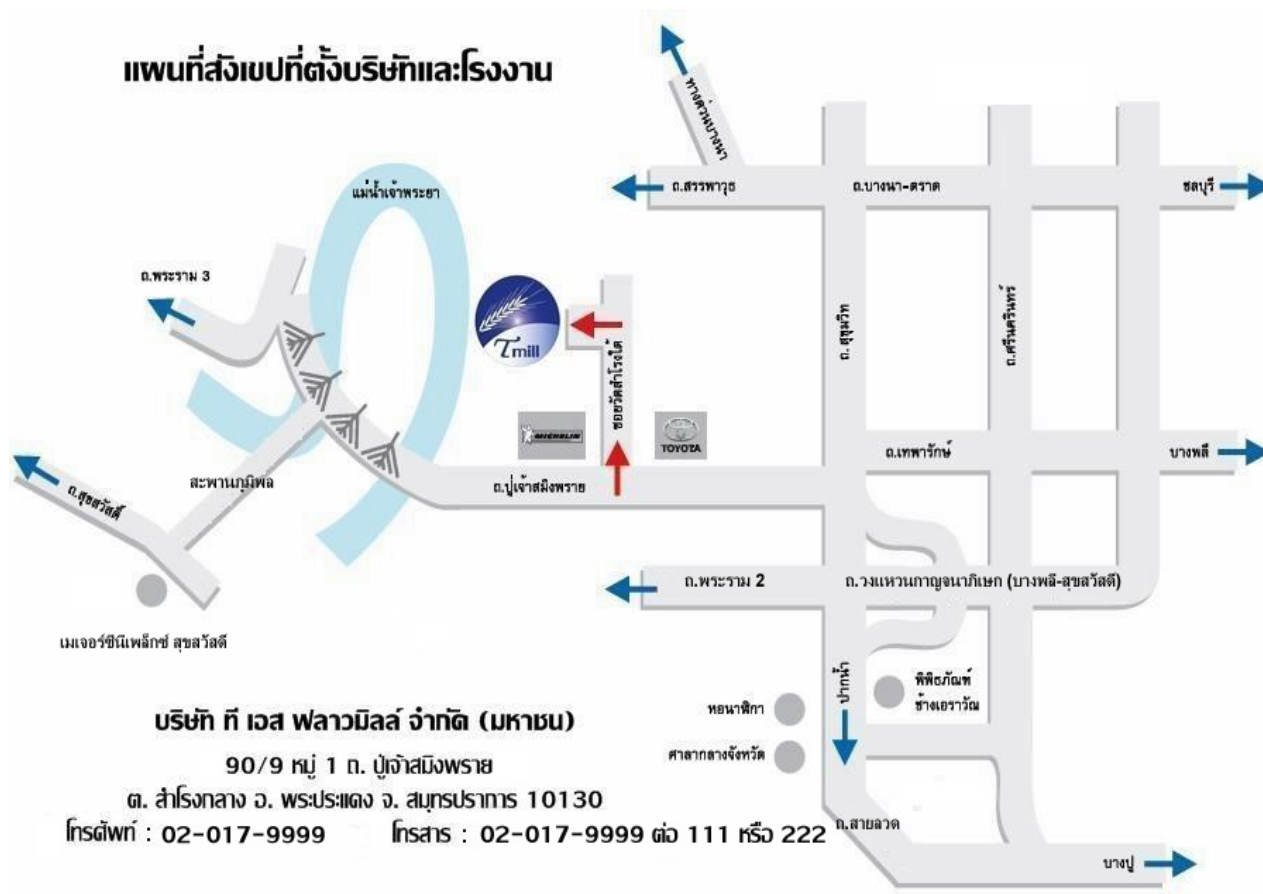 แผนที่สังเขปที่ตั้งบริษัทและโรงงาน
ทางด่วนบางนา
ถ.สรรพาวุธ
ถ.บางนา-ตราด
ชลบุรี
แม่น้ำเจ้าพระยา
ถ.พระราม 3
Tmill
ซอยวัดสำโรงใต้
ถ.สุขุมวิท
ถ.ศรีนครินทร์
MICHELIN
TOYOTA
ถ.เทพารักษ์
บางพลี
สะพานภูมิพล
ถ.ปู่เจ้าสมิงพราย
ถ.สุขสวัสดิ์
ถ.พระราม 2
ถ.วงแหวนกาญจนาภิเษก (บางพลี-สุขสวัสดิ์)
เมเจอร์ซีนีเพล็กซ์ สุขสวัสดิ์
ปากน้ำ
พิพิธภัณฑ์
ช้างเอราวัณ
หอนาฬิกา
ศาลากลางจังหวัด
บริษัท ที เอส ฟลาวมิลล์ จำกัด (มหาชน)
90/9 หมู่ 1 ถ. ปู่เจ้าสมิงพราย
ต. สำโรงกลาง อ. พระประแดง จ. สมุทรปราการ 10130
โทรศัพท์ : 02-017-9999 โทรสาร : 02-017-9999 ต่อ 111 หรือ 222
ถ.สายลวด
บางปู